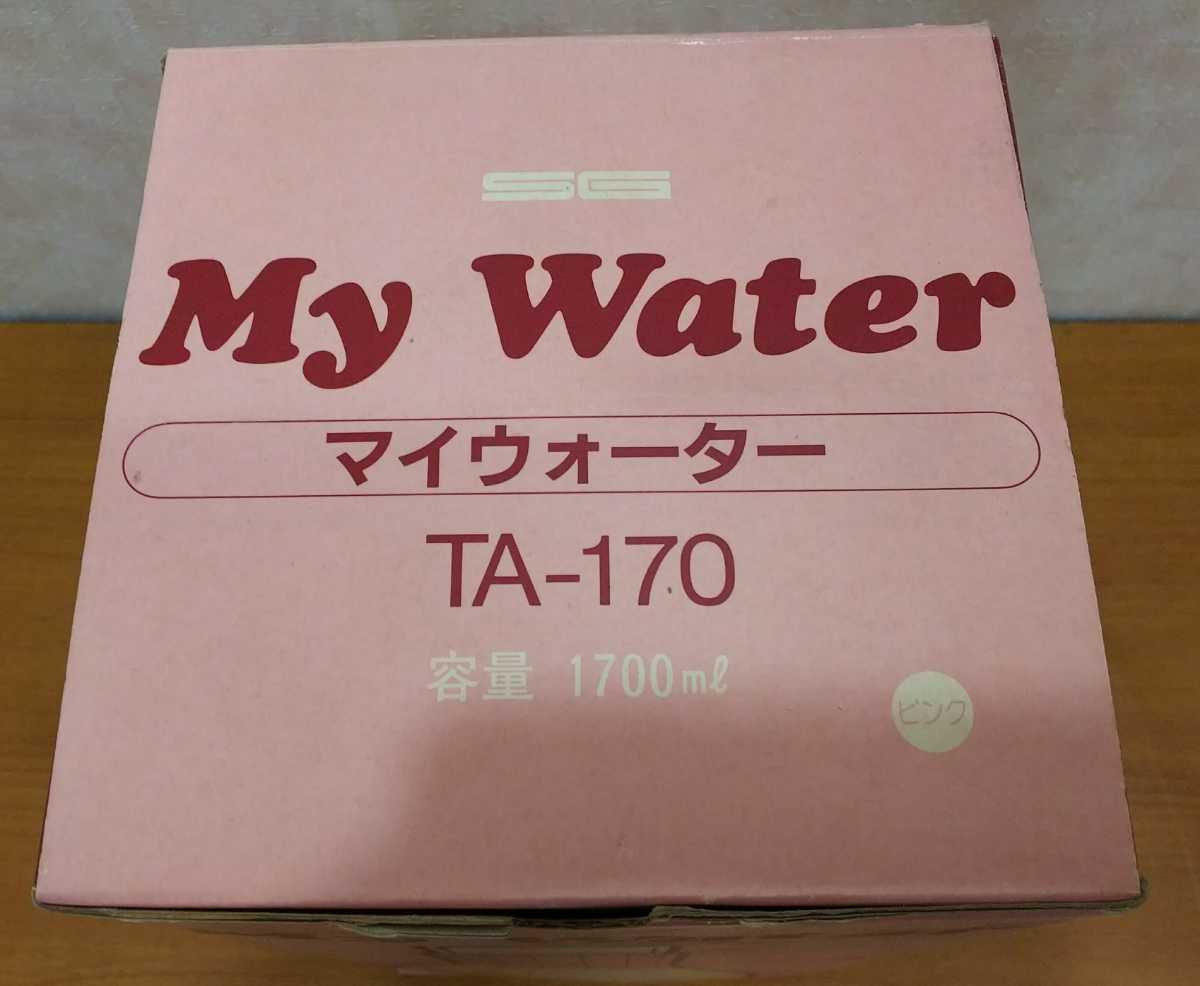 SG
My Water
マイウォーター
TA-170
容量 1700ml
ピンク